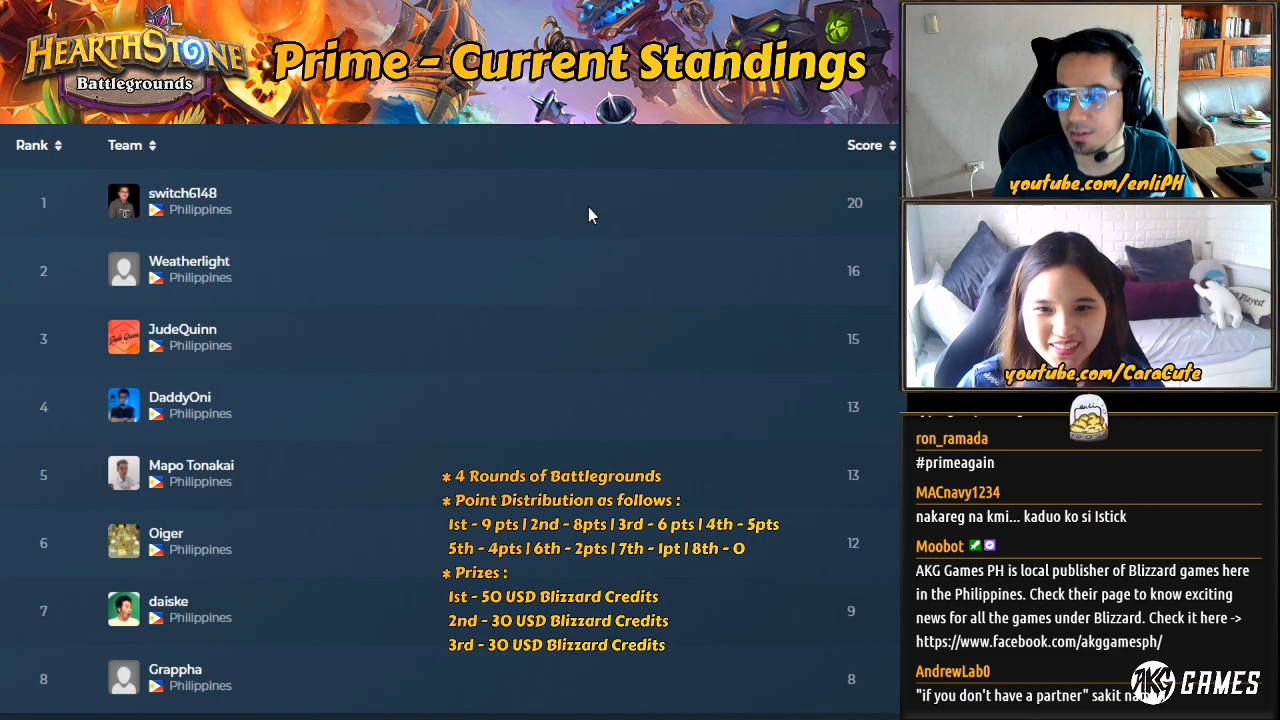 HEARTHSTONE
Battlegrounds
Prime - Current Standings
Rank
Team
Score
1
switch6148
Philippines
20
2
Weatherlight
Philippines
16
3
JudeQuinn
Philippines
15
4
DaddyOni
Philippines
13
5
Mapo Tonakai
Philippines
13
6
Oiger
Philippines
12
7
daiske
Philippines
9
8
Grappha
Philippines
8
* 4 Rounds of Battlegrounds
* Point Distribution as follows :
1st - 9 pts | 2nd - 8pts | 3rd - 6 pts | 4th - 5pts
5th - 4pts | 6th - 2pts | 7th - 1pt | 8th - 0
* Prizes :
1st - 50 USD Blizzard Credits
2nd - 30 USD Blizzard Credits
3rd - 30 USD Blizzard Credits
youtube.com/enliPH
youtube.com/CaraCute
enli
ron_ramada
#primeagain
MACnavy1234
nakareg na kmi... kaduo ko si Istick
Moobot
AKG Games PH is local publisher of Blizzard games here
in the Philippines. Check their page to know exciting
news for all the games under Blizzard. Check it here ->
https://www.facebook.com/akggamesph/
AndrewLab0
"if you don't have a partner" sakit
AKG GAMES